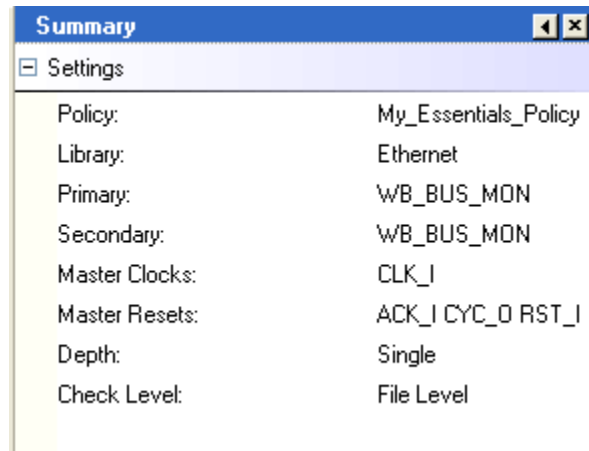 Summary
Settings
Policy: My_Essentials_Policy
Library: Ethernet
Primary: WB_BUS_MON
Secondary: WB_BUS_MON
Master Clocks: CLK_I
Master Resets: ACK_I CYC_O RST_I
Depth: Single
Check Level: File Level